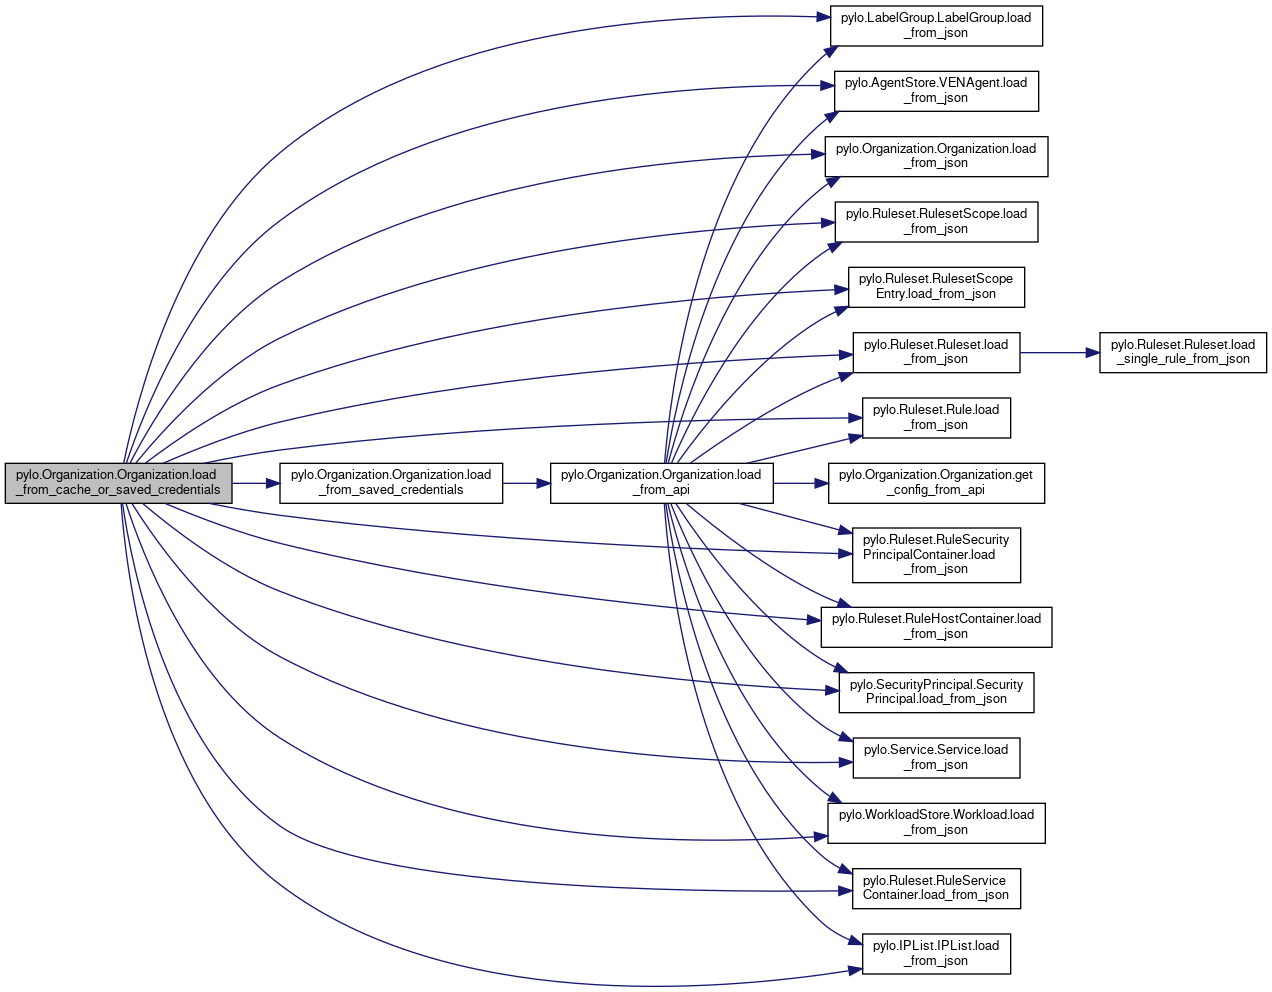 pylo.LabelGroup.LabelGroup.load
_from_json
pylo.AgentStore.VENAgent.load
_from_json
pylo.Organization.Organization.load
_from_json
pylo.Ruleset.RulesetScope.load
_from_json
pylo.Ruleset.RulesetScope
Entry.load_from_json
pylo.Ruleset.Ruleset.load
_from_json
pylo.Ruleset.Ruleset.load
_single_rule_from_json
pylo.Ruleset.Rule.load
_from_json
pylo.Organization.Organization.load
_from_cache_or_saved_credentials
pylo.Organization.Organization.load
_from_saved_credentials
pylo.Organization.Organization.load
_from_api
pylo.Organization.Organization.get
_config_from_api
pylo.Ruleset.RuleSecurity
PrincipalContainer.load
_from_json
pylo.Ruleset.RuleHostContainer.load
_from_json
pylo.SecurityPrincipal.Security
Principal.load_from_json
pylo.Service.Service.load
_from_json
pylo.WorkloadStore.Workload.load
_from_json
pylo.Ruleset.RuleService
Container.load_from_json
pylo.IPList.IPList.load
_from_json